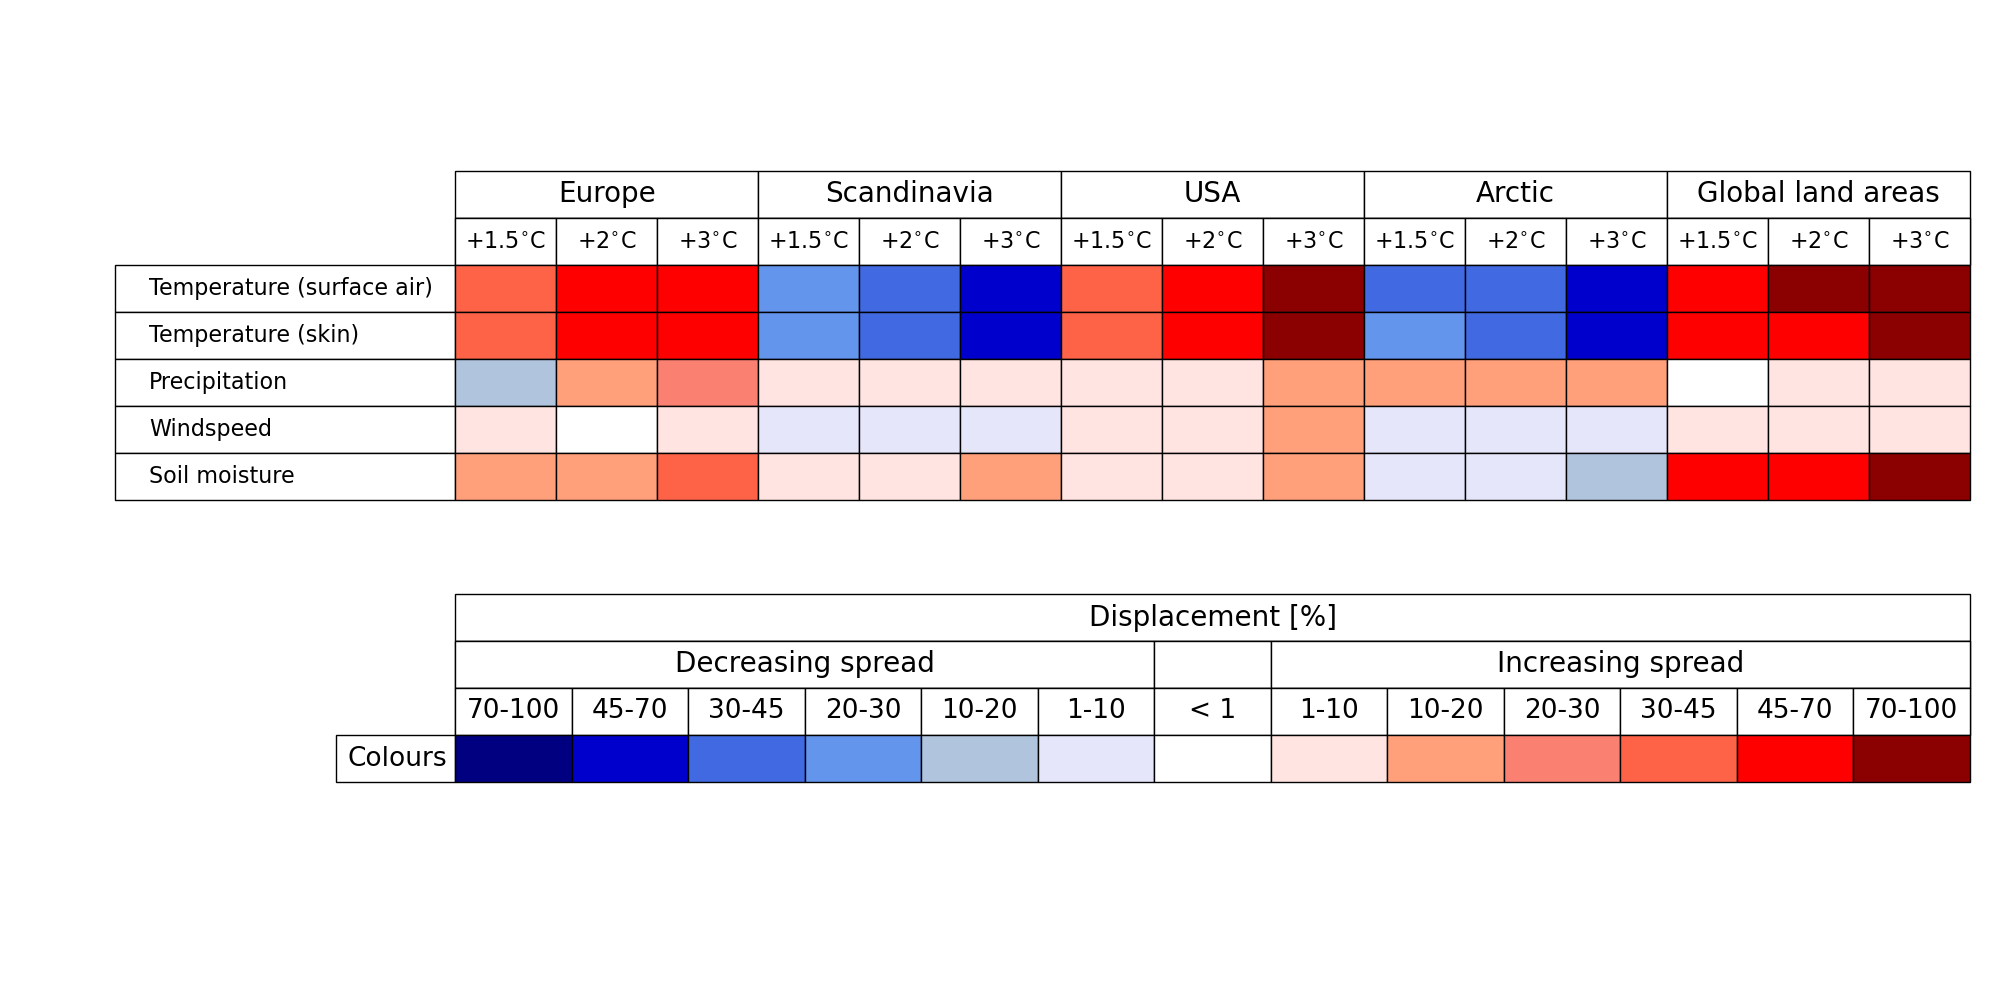 Europe Scandinavia USA Arctic Global land areas
+1.5°C +2°C +3°C +1.5°C +2°C +3°C +1.5°C +2°C +3°C +1.5°C +2°C +3°C +1.5°C +2°C +3°C
Temperature (surface air)
Temperature (skin)
Precipitation
Windspeed
Soil moisture
Displacement [%]
Decreasing spread Increasing spread
70-100 45-70 30-45 20-30 10-20 1-10 < 1 1-10 10-20 20-30 30-45 45-70 70-100
Colours